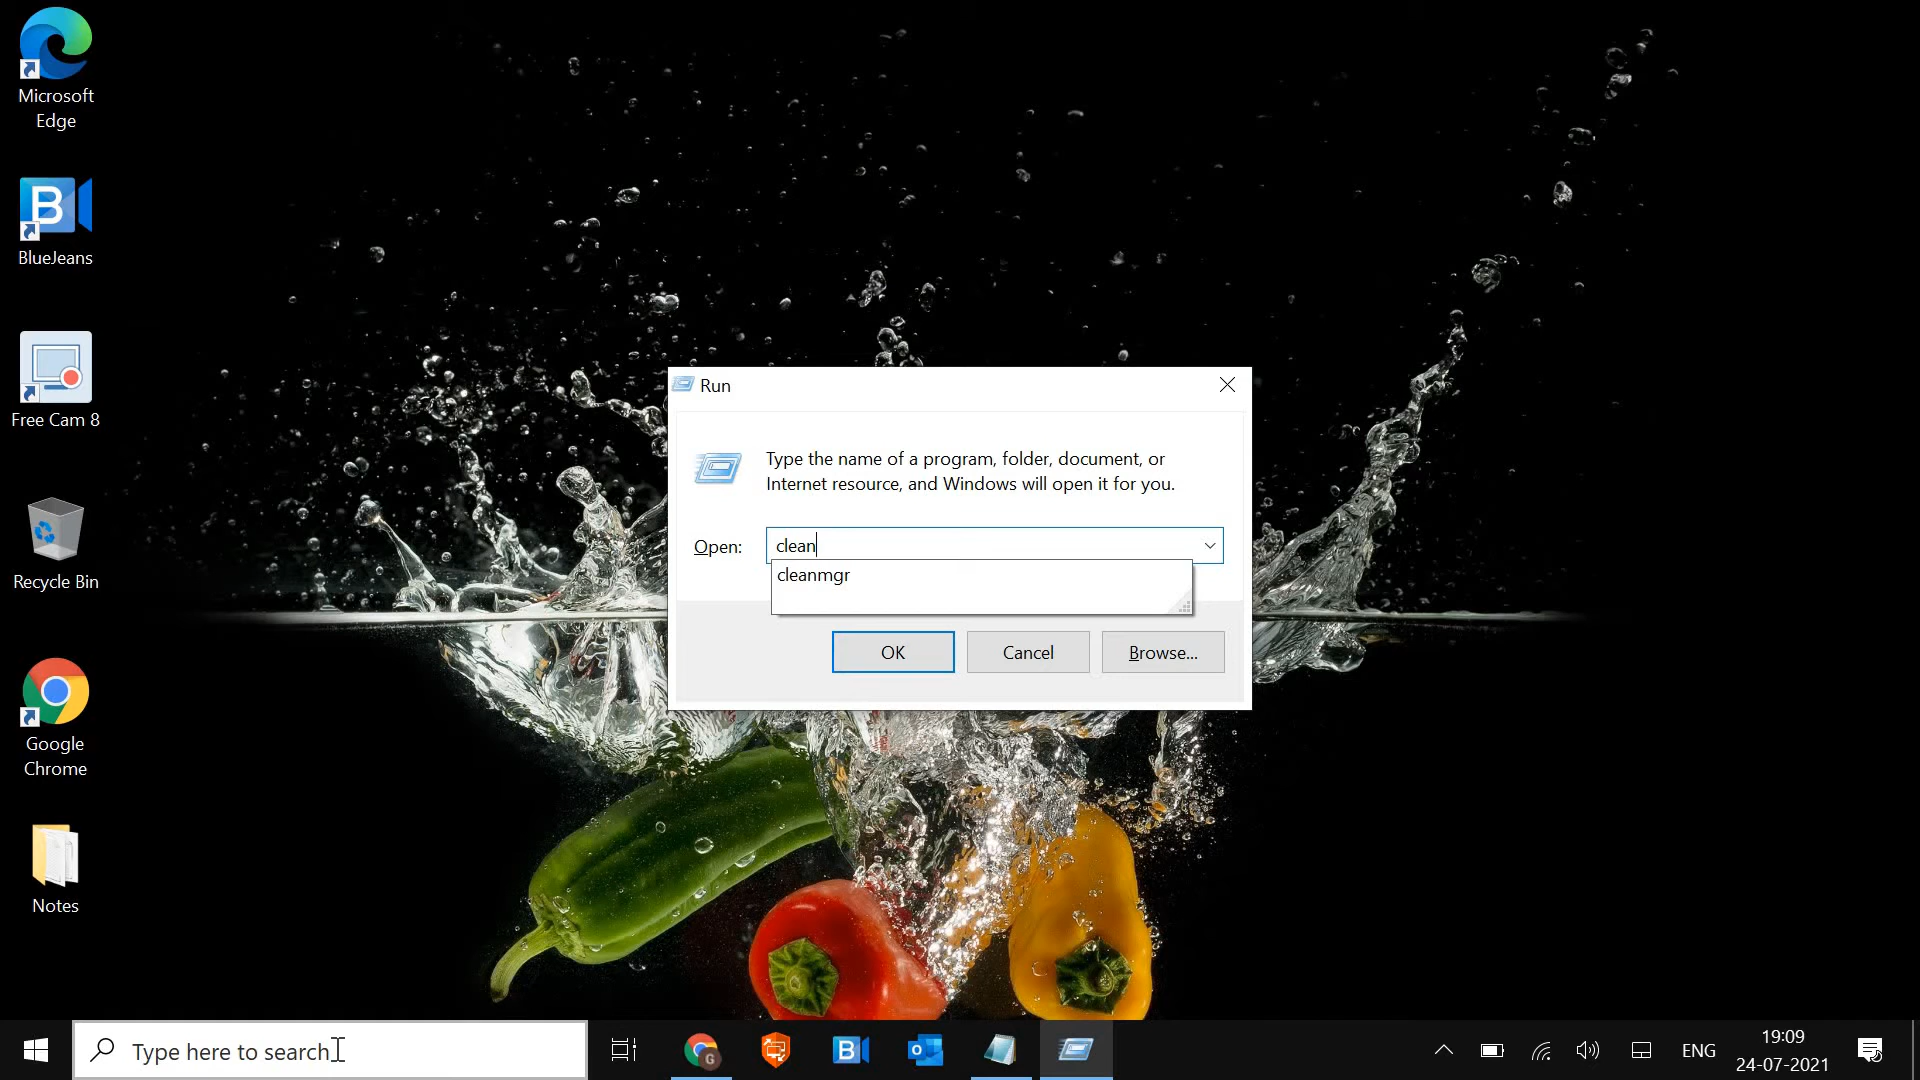 Microsoft
Edge
BlueJeans
Free Cam 8
Recycle Bin
Google
Chrome
Notes
Run
Type the name of a program, folder, document, or
Internet resource, and Windows will open it for you.
Open:
clean
cleanmgr
OK
Cancel
Browse...
Type here to search
G
B
o
ENG
19:09
24-07-2021